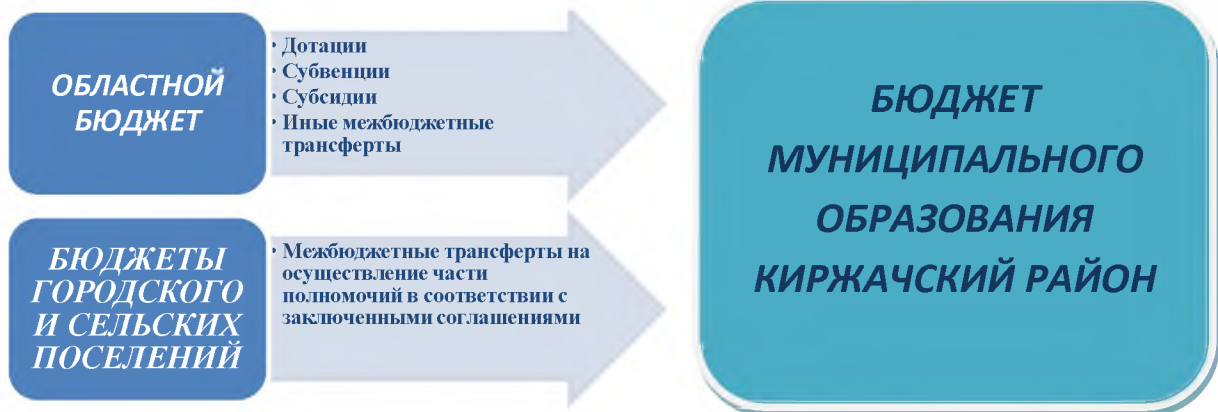 ОБЛАСТНОЙ
БЮДЖЕТ
• Дотации
• Субвенции
• Субсидии
• Иные межбюджетные
трансферты
БЮДЖЕТЫ
ГОРОДСКОГО
И СЕЛЬСКИХ
ПОСЕЛЕНИЙ
• Межбюджетные трансферты на
осуществление части
полномочий в соответствии с
заключенными соглашениями
БЮДЖЕТ
МУНИЦИПАЛЬНОГО
ОБРАЗОВАНИЯ
КИРЖАЧСКИЙ РАЙОН